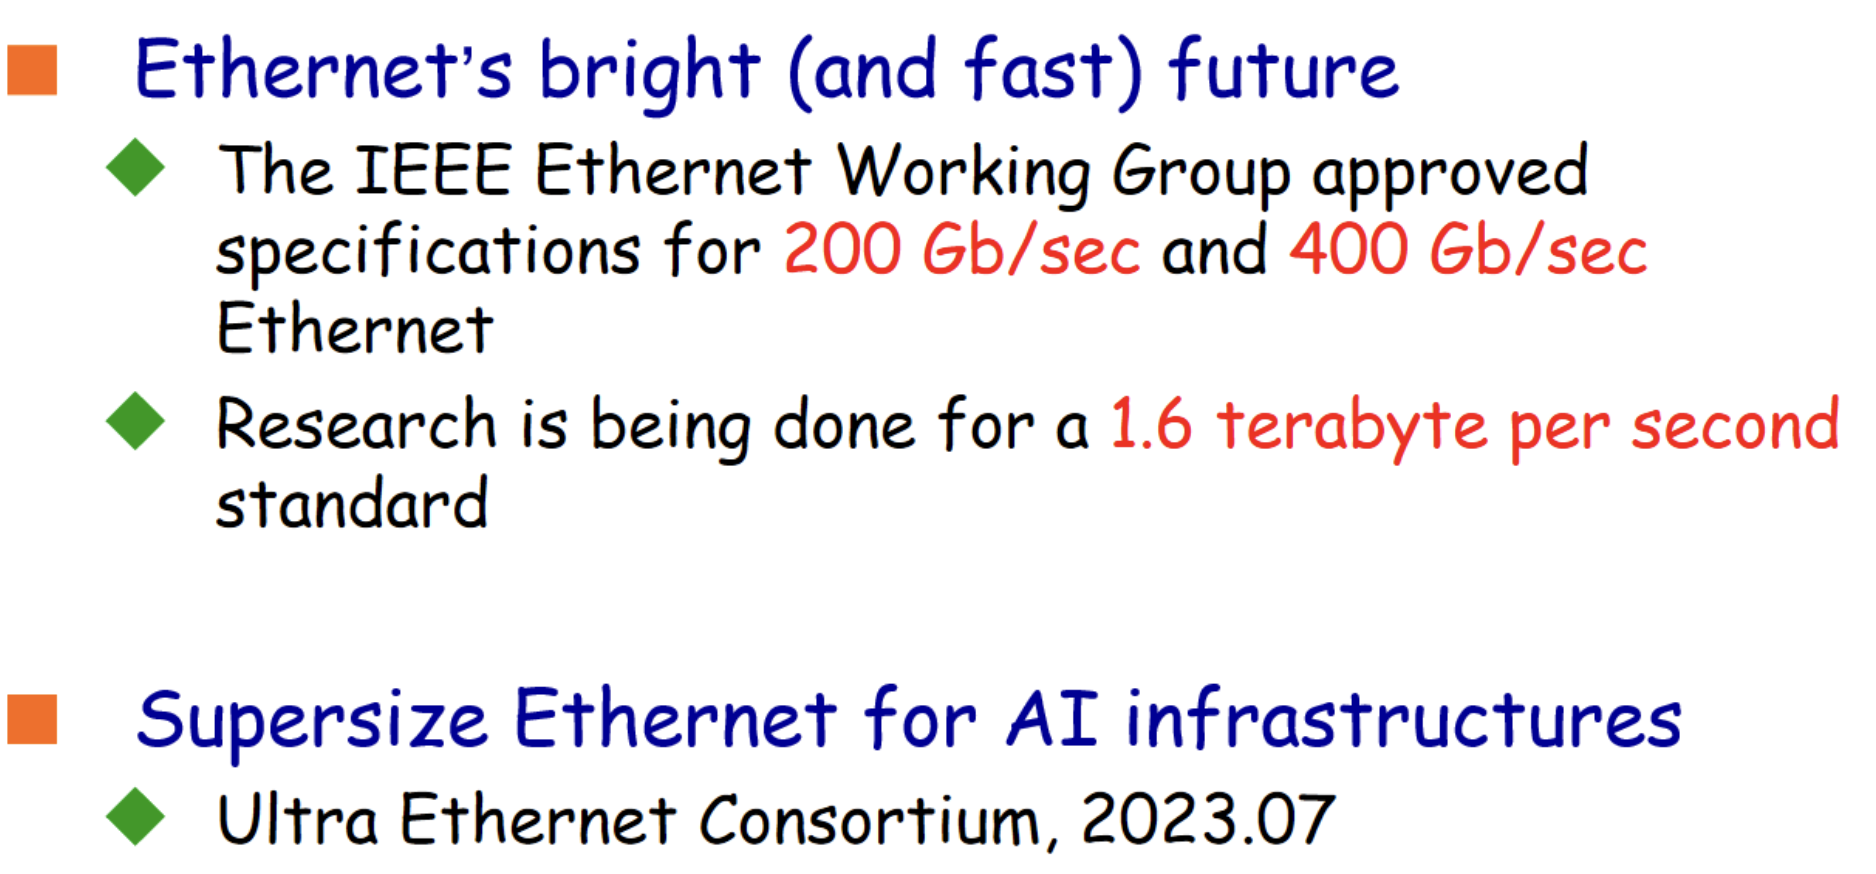 Ethernet’s bright (and fast) future
The IEEE Ethernet Working Group approved
specifications for 200 Gb/sec and 400 Gb/sec
Ethernet
Research is being done for a 1.6 terabyte per second
standard
Supersize Ethernet for AI infrastructures
Ultra Ethernet Consortium, 2023.07